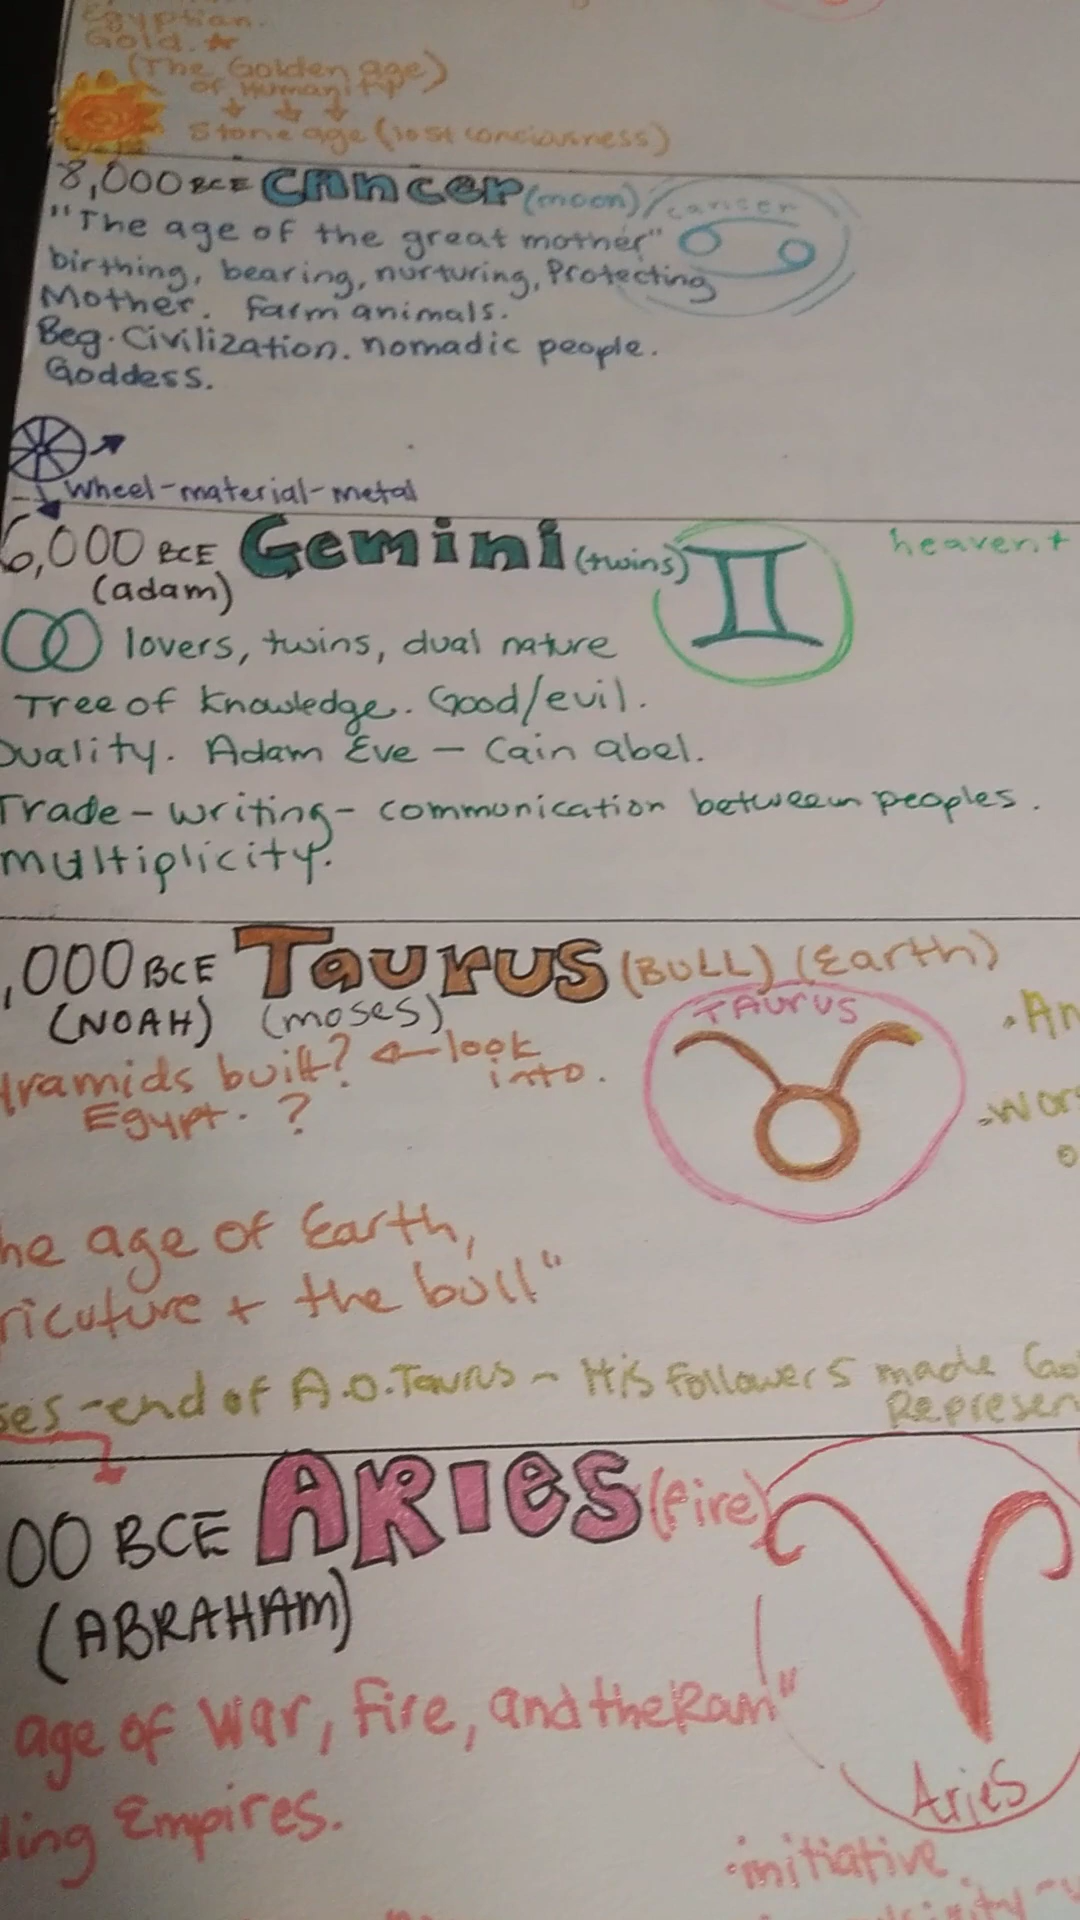 Egyptian.
Gold.
(The Golden age)
of Humanity
Stone age (lost conciousness)
8,000 BCE CANCER (moon) / cancer
"The age of the great mother"
birthing, bearing, nurturing, Protecting
Mother. Farm animals.
Beg. Civilization. nomadic people.
Goddess.
Wheel-material-metal
6,000 BCE Gemini (twins) heaven +
(adam)
lovers, twins, dual nature
Tree of Knowledge. Good/evil.
Duality. Adam Eve - Cain abel.
Trade - writing - communication between peoples.
multiplicity.
,000 BCE Taurus (BULL) (Earth)
(NOAH) (moses) TAURUS
yramids built? look into.
Egypt. ?
he age of Earth,
ricuture + the bull"
ses - end of A.O. Taurus - His Followers made
Represen
00 BCE ARIES (fire)
(ABRAHAM)
age of War, Fire, and the Ram"
ding Empires.
Aries
initiative